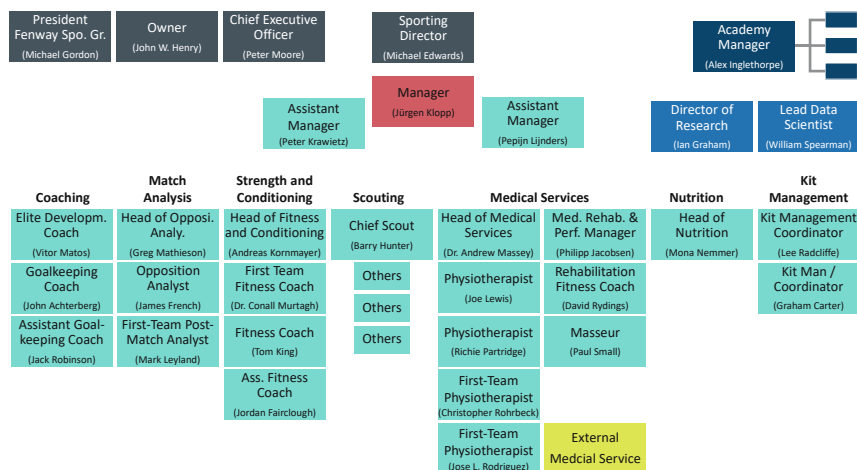 President
Fenway Spo. Gr.
(Michael Gordon)
Owner
(John W. Henry)
Chief Executive
Officer
(Peter Moore)
Sporting
Director
(Michael Edwards)
Academy
Manager
(Alex Inglethorpe)
Assistant
Manager
(Peter Krawietz)
Manager
(Jürgen Klopp)
Assistant
Manager
(Pepijn Lijnders)
Director of
Research
(Ian Graham)
Lead Data
Scientist
(William Spearman)
Coaching
Elite Developm.
Coach
(Vitor Matos)
Goalkeeping
Coach
(John Achterberg)
Assistant Goal-
keeping Coach
(Jack Robinson)
Match
Analysis
Head of Opposi.
Analy.
(Greg Mathieson)
Opposition
Analyst
(James French)
First-Team Post-
Match Analyst
(Mark Leyland)
Strength and
Conditioning
Head of Fitness
and Conditioning
(Andreas Kornmayer)
First Team
Fitness Coach
(Dr. Conall Murtagh)
Fitness Coach
(Tom King)
Ass. Fitness
Coach
(Jordan Fairclough)
Scouting
Chief Scout
(Barry Hunter)
Others
Others
Others
Medical Services
Head of Medical
Services
(Dr. Andrew Massey)
Physiotherapist
(Joe Lewis)
Physiotherapist
(Richie Partridge)
First-Team
Physiotherapist
(Christopher Rohrbeck)
First-Team
Physiotherapist
(Jose L. Rodriguez)
Med. Rehab. &
Perf. Manager
(Philipp Jacobsen)
Rehabilitation
Fitness Coach
(David Rydings)
Masseur
(Paul Small)
External
Medcial Service
Nutrition
Head of
Nutrition
(Mona Nemmer)
Kit
Management
Kit Management
Coordinator
(Lee Radcliffe)
Kit Man /
Coordinator
(Graham Carter)